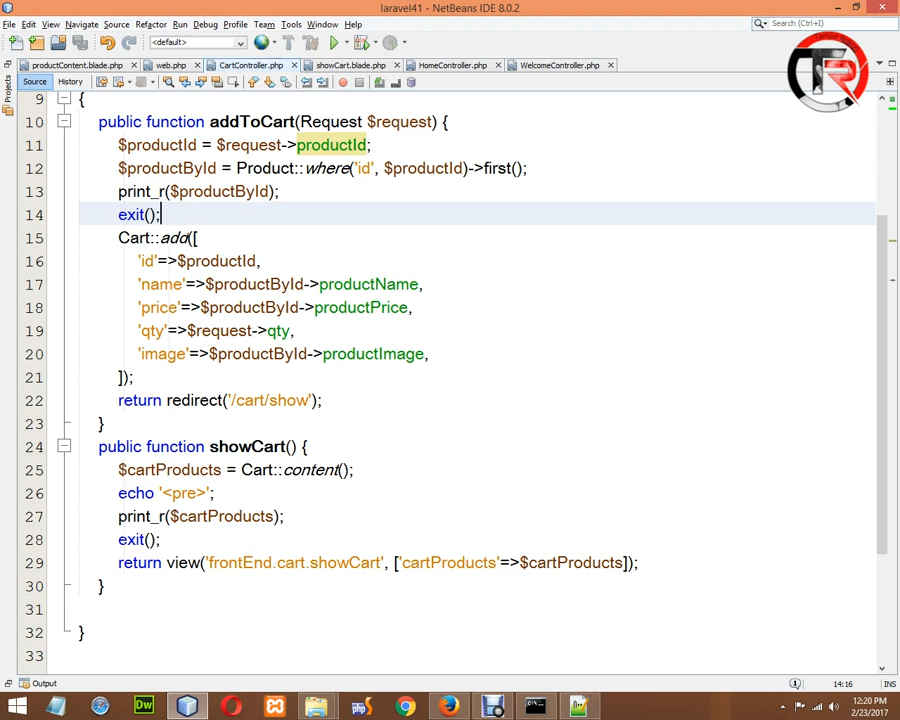 laravel41 - NetBeans IDE 8.0.2
File Edit View Navigate Source Refactor Run Debug Profile Team Tools Window Help
Search (Ctrl+I)
<default>
productContent.blade.php web.php CartController.php showCart.blade.php HomeController.php WelcomeController.php
Source History
Projects
9 {
10 public function addToCart(Request $request) {
11 $productId = $request->productId;
12 $productById = Product::where('id', $productId)->first();
13 print_r($productById);
14 exit();
15 Cart::add([
16 'id'=>$productId,
17 'name'=>$productById->productName,
18 'price'=>$productById->productPrice,
19 'qty'=>$request->qty,
20 'image'=>$productById->productImage,
21 ]);
22 return redirect('/cart/show');
23 }
24 public function showCart() {
25 $cartProducts = Cart::content();
26 echo '<pre>';
27 print_r($cartProducts);
28 exit();
29 return view('frontEnd.cart.showCart', ['cartProducts'=>$cartProducts]);
30 }
31
32 }
33
Output
14:16 INS
12:20 PM
2/23/2017